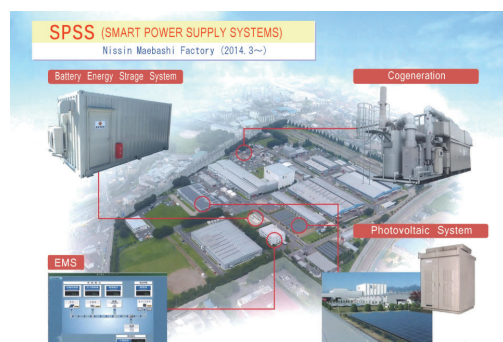 SPSS (SMART POWER SUPPLY SYSTEMS)
Nissin Maebashi Factory (2014.3～)
Battery Energy Strage System
Cogeneration
Photovoltaic System
EMS